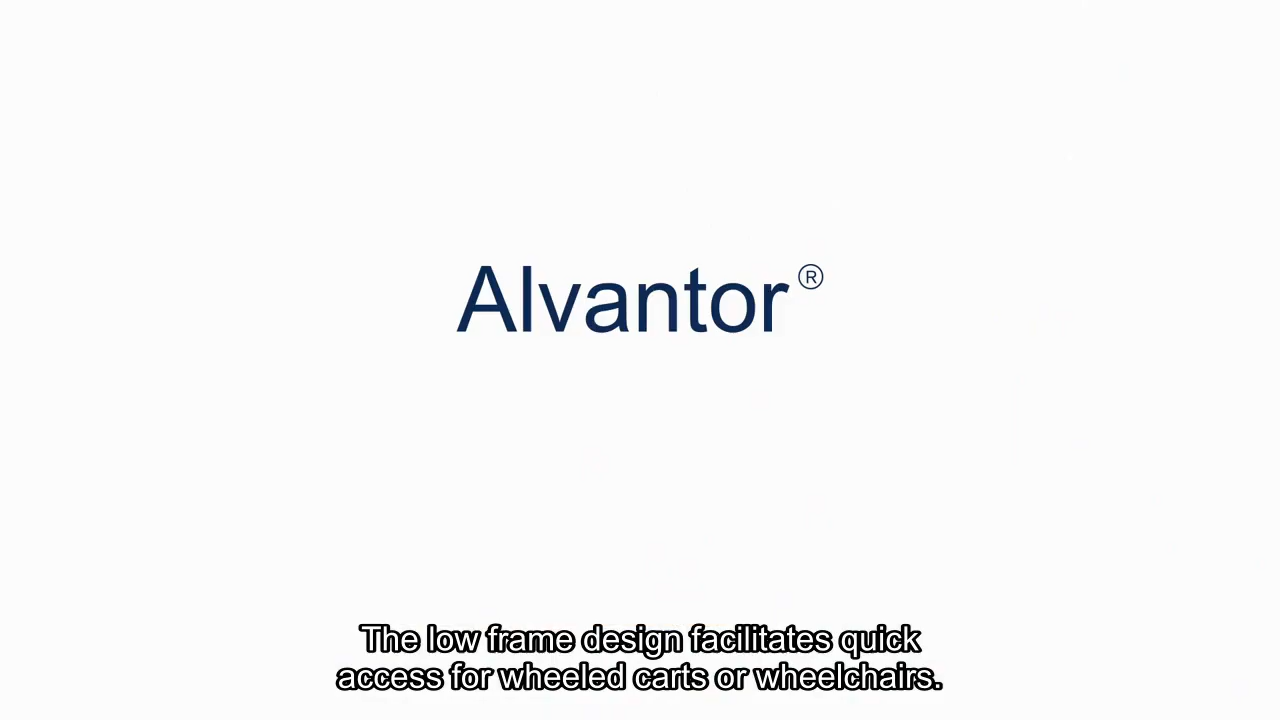 Alvantor®
The low frame design facilitates quick
access for wheeled carts or wheelchairs.